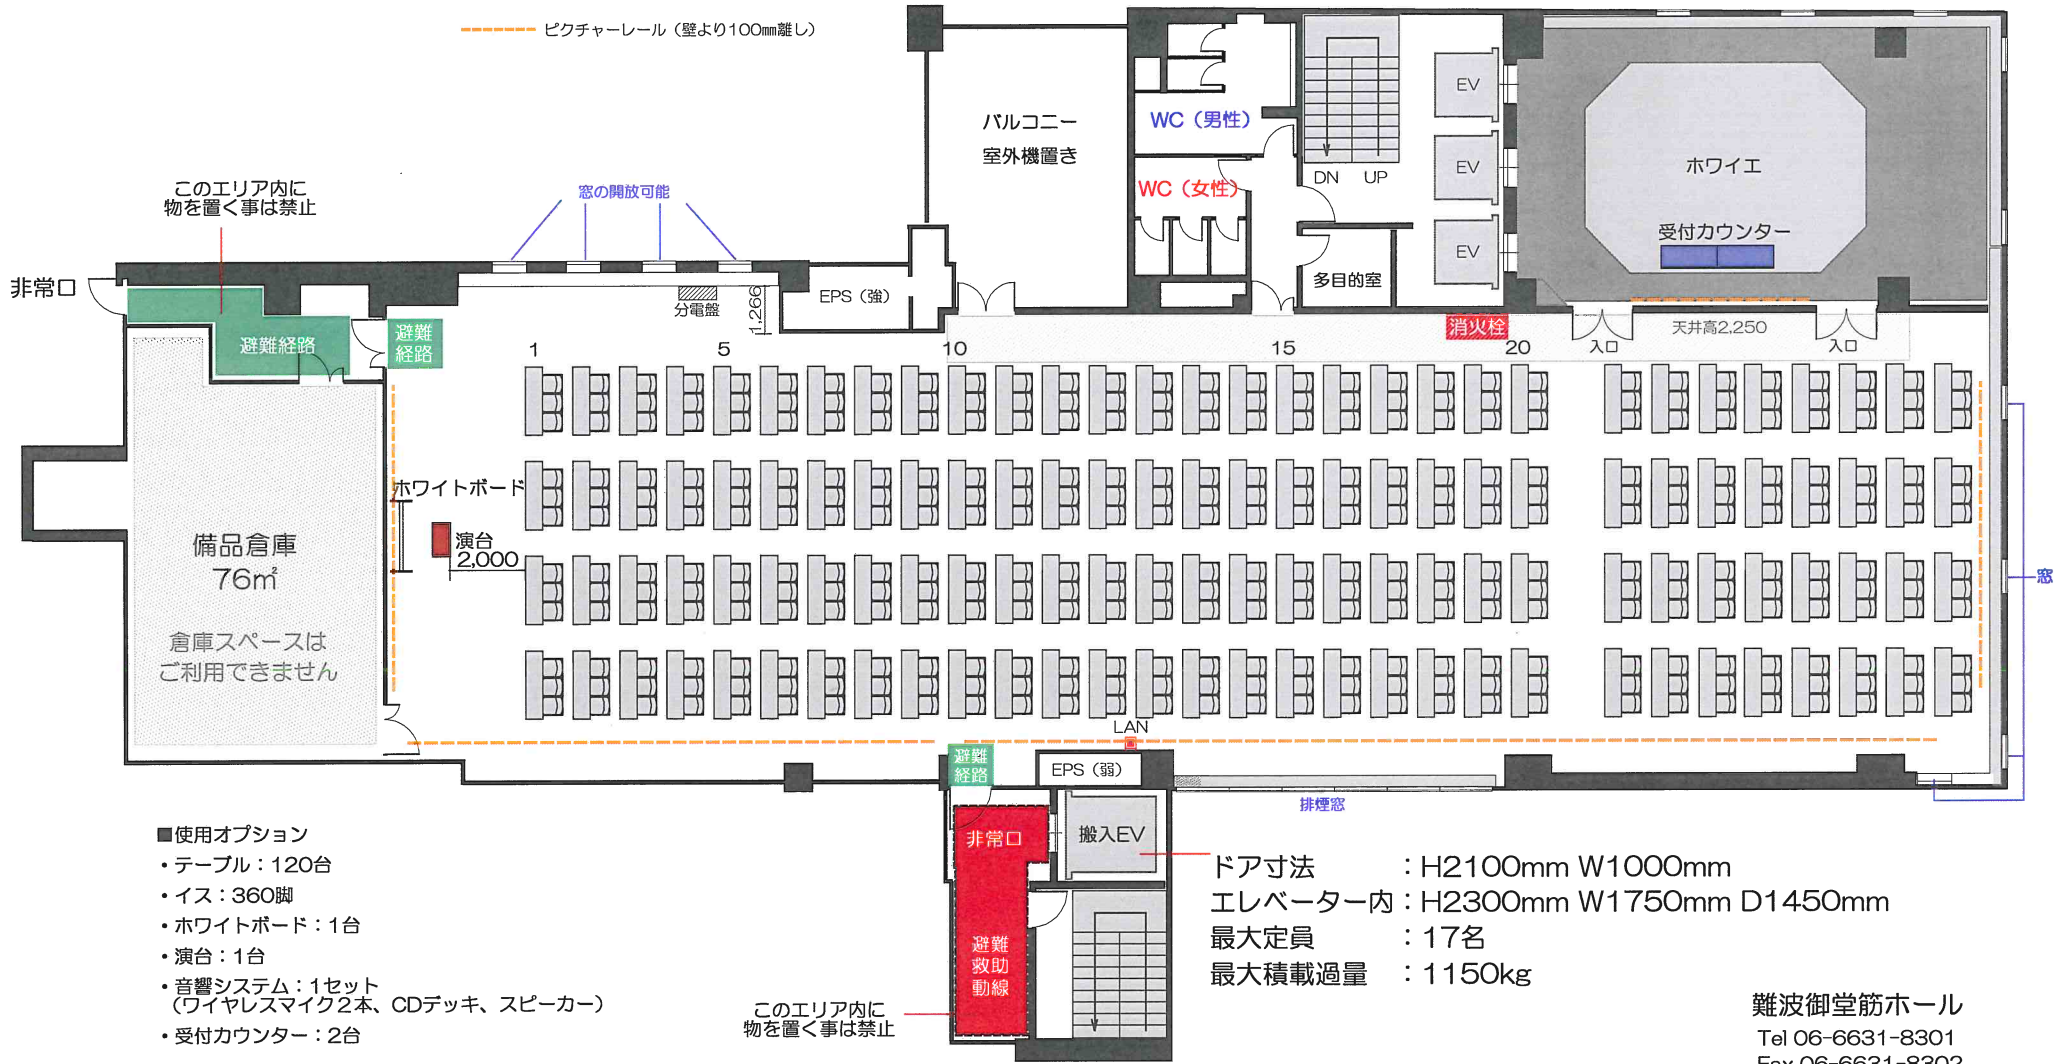 ピクチャーレール（壁より100mm離し）
バルコニー
室外機置き
WC（男性）
WC（女性）
DN UP
EV
EV
EV
ホワイエ
受付カウンター
多目的室
このエリア内に
物を置く事は禁止
窓の開放可能
非常口
避難経路
避難
経路
分電盤
1,266
EPS（強）
消火栓
天井高2,250
入口
入口
1 5 10 15 20
ホワイトボード
演台
2,000
備品倉庫
76㎡
倉庫スペースは
ご利用できません
窓
LAN
避難
経路
EPS（弱）
排煙窓
非常口
搬入EV
避難
救助
動線
このエリア内に
物を置く事は禁止
■使用オプション
・テーブル：120台
・イス：360脚
・ホワイトボード：1台
・演台：1台
・音響システム：1セット
（ワイヤレスマイク2本、CDデッキ、スピーカー）
・受付カウンター：2台
ドア寸法 ：H2100mm W1000mm
エレベーター内：H2300mm W1750mm D1450mm
最大定員 ：17名
最大積載過量 ：1150kg
難波御堂筋ホール
Tel 06-6631-8301
Fax 06-6631-8302